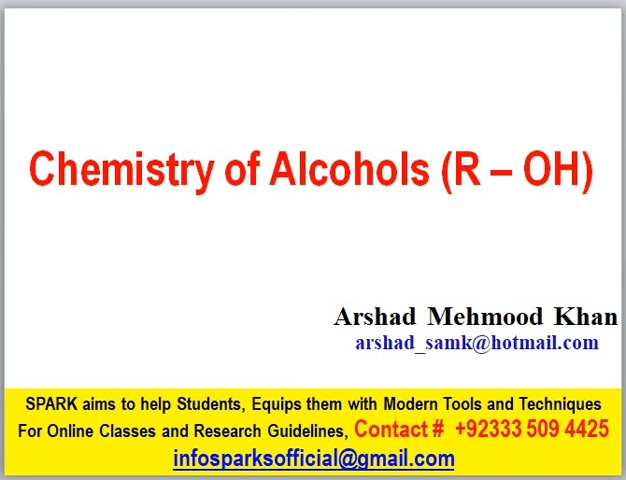 Chemistry of Alcohols (R – OH)
Arshad Mehmood Khan
arshad_samk@hotmail.com
SPARK aims to help Students, Equips them with Modern Tools and Techniques
For Online Classes and Research Guidelines, Contact # +92333 509 4425
infosparksofficial@gmail.com